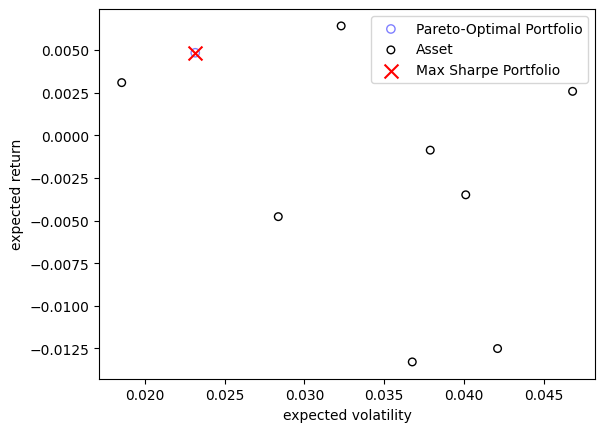 Pareto-Optimal Portfolio
Asset
Max Sharpe Portfolio
0.0050
0.0025
0.0000
−0.0025
−0.0050
−0.0075
−0.0100
−0.0125
expected return
0.020 0.025 0.030 0.035 0.040 0.045
expected volatility